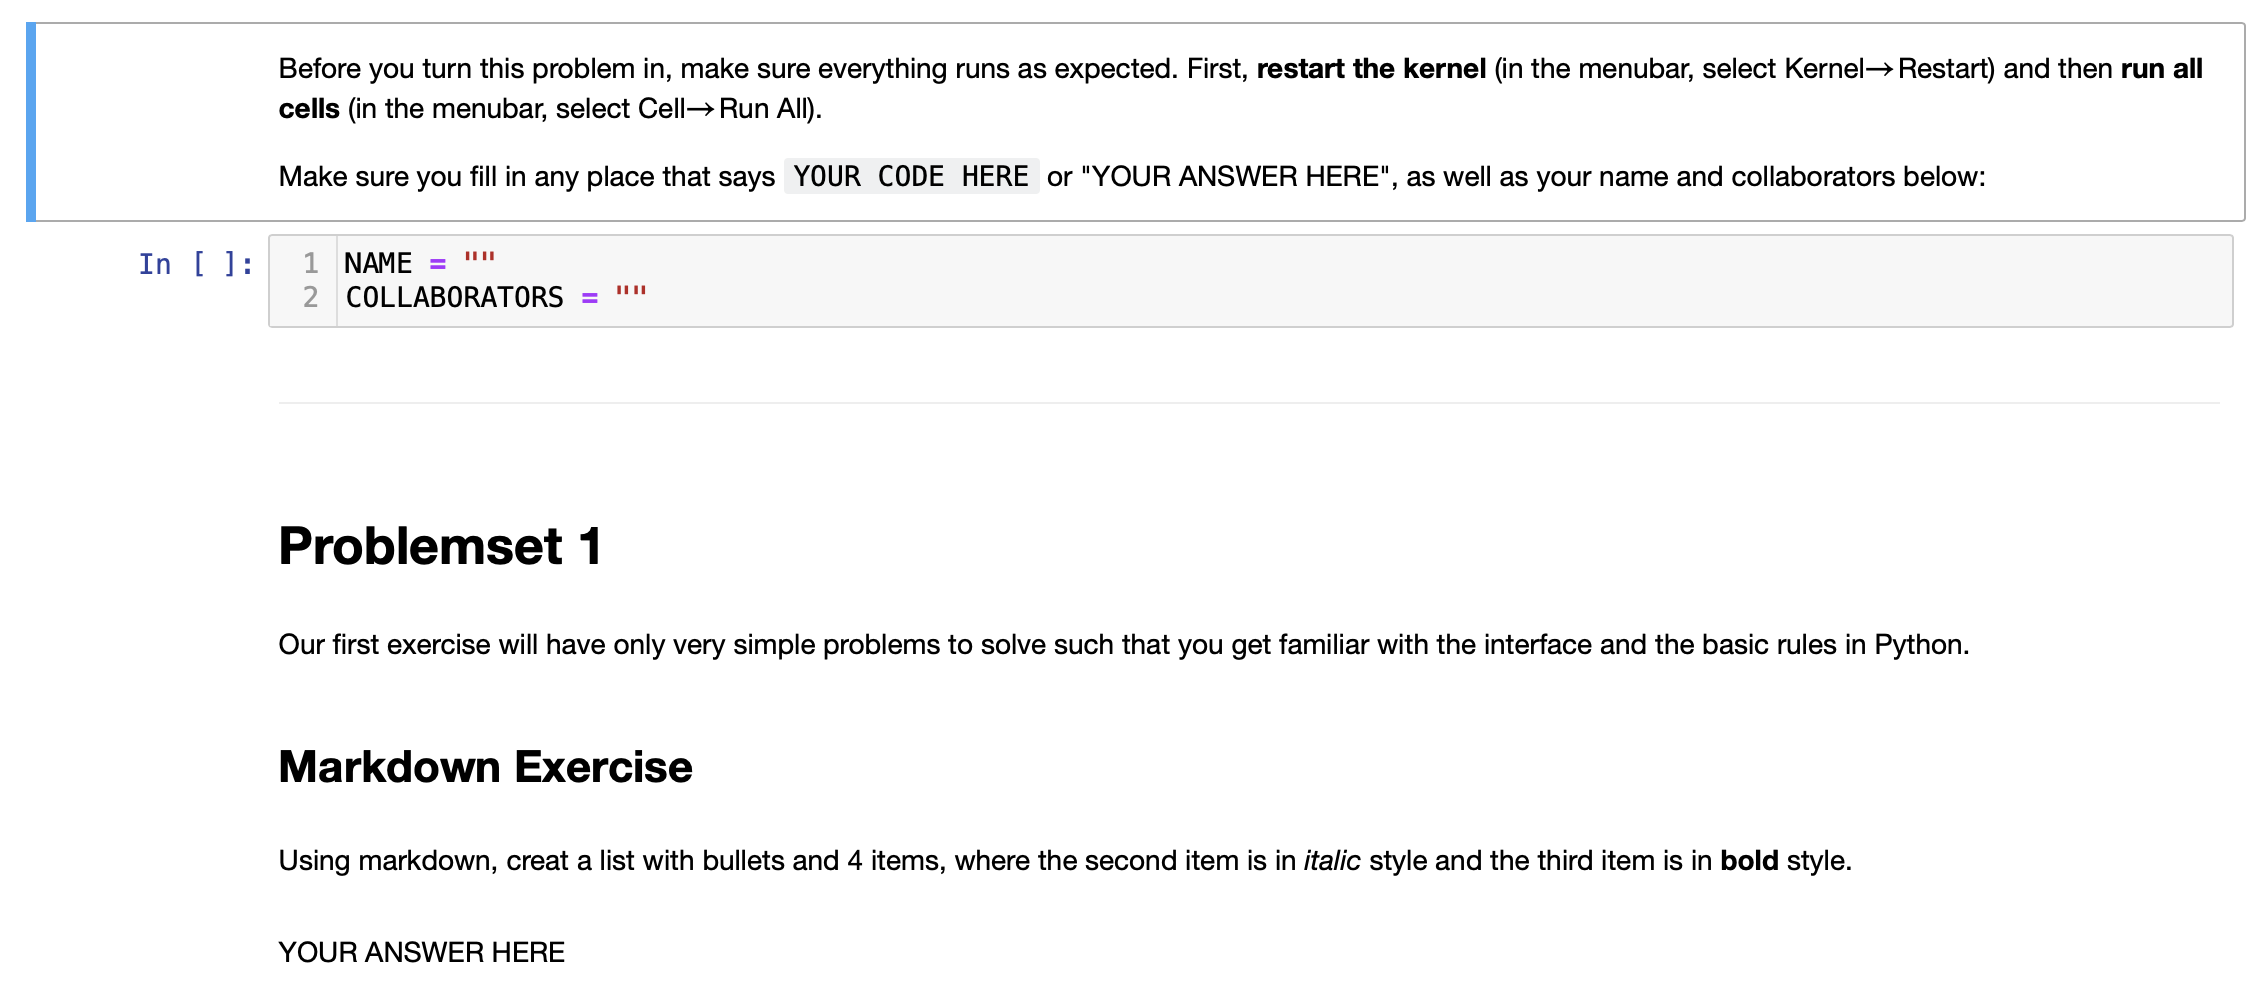 Before you turn this problem in, make sure everything runs as expected. First, restart the kernel (in the menubar, select Kernel→Restart) and then run all
cells (in the menubar, select Cell→Run All).
Make sure you fill in any place that says YOUR CODE HERE or "YOUR ANSWER HERE", as well as your name and collaborators below:
In [ ]:
1 NAME = ""
2 COLLABORATORS = ""
Problemset 1
Our first exercise will have only very simple problems to solve such that you get familiar with the interface and the basic rules in Python.
Markdown Exercise
Using markdown, creat a list with bullets and 4 items, where the second item is in italic style and the third item is in bold style.
YOUR ANSWER HERE